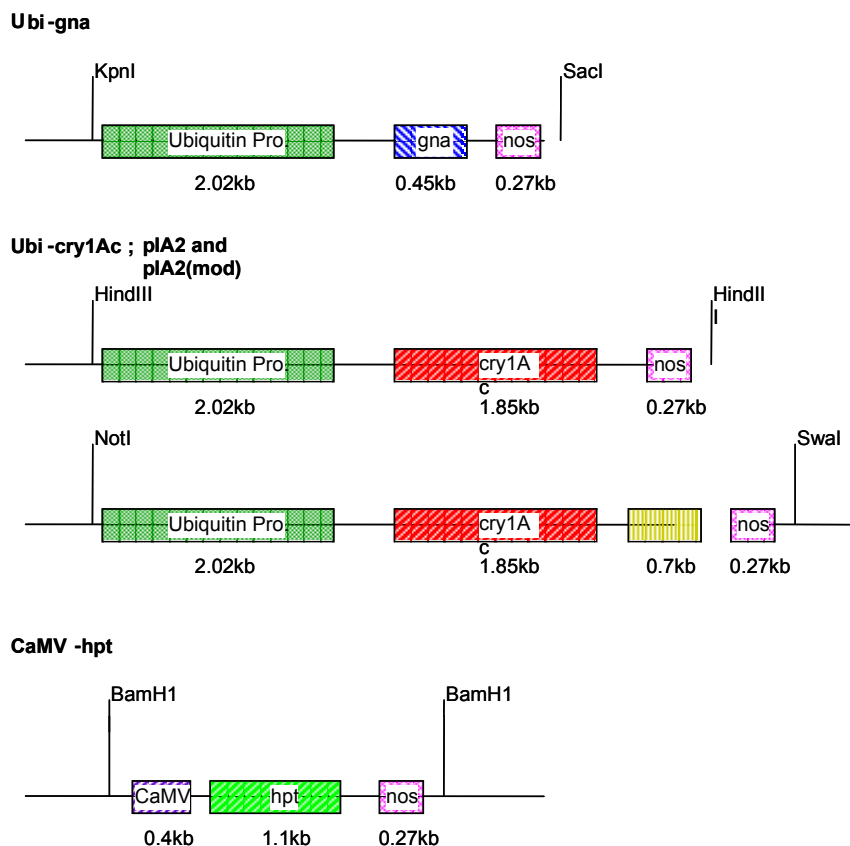 Ubi-gna
KpnI
SacI
Ubiquitin Pro.
gna
nos
2.02kb
0.45kb
0.27kb
Ubi-cry1Ac ; pIA2 and
pIA2(mod)
HindIII
HindII
I
Ubiquitin Pro.
cry1A
c
nos
2.02kb
1.85kb
0.27kb
NotI
SwaI
Ubiquitin Pro.
cry1A
c
nos
2.02kb
1.85kb
0.7kb
0.27kb
CaMV -hpt
BamH1
BamH1
CaMV
hpt
nos
0.4kb
1.1kb
0.27kb